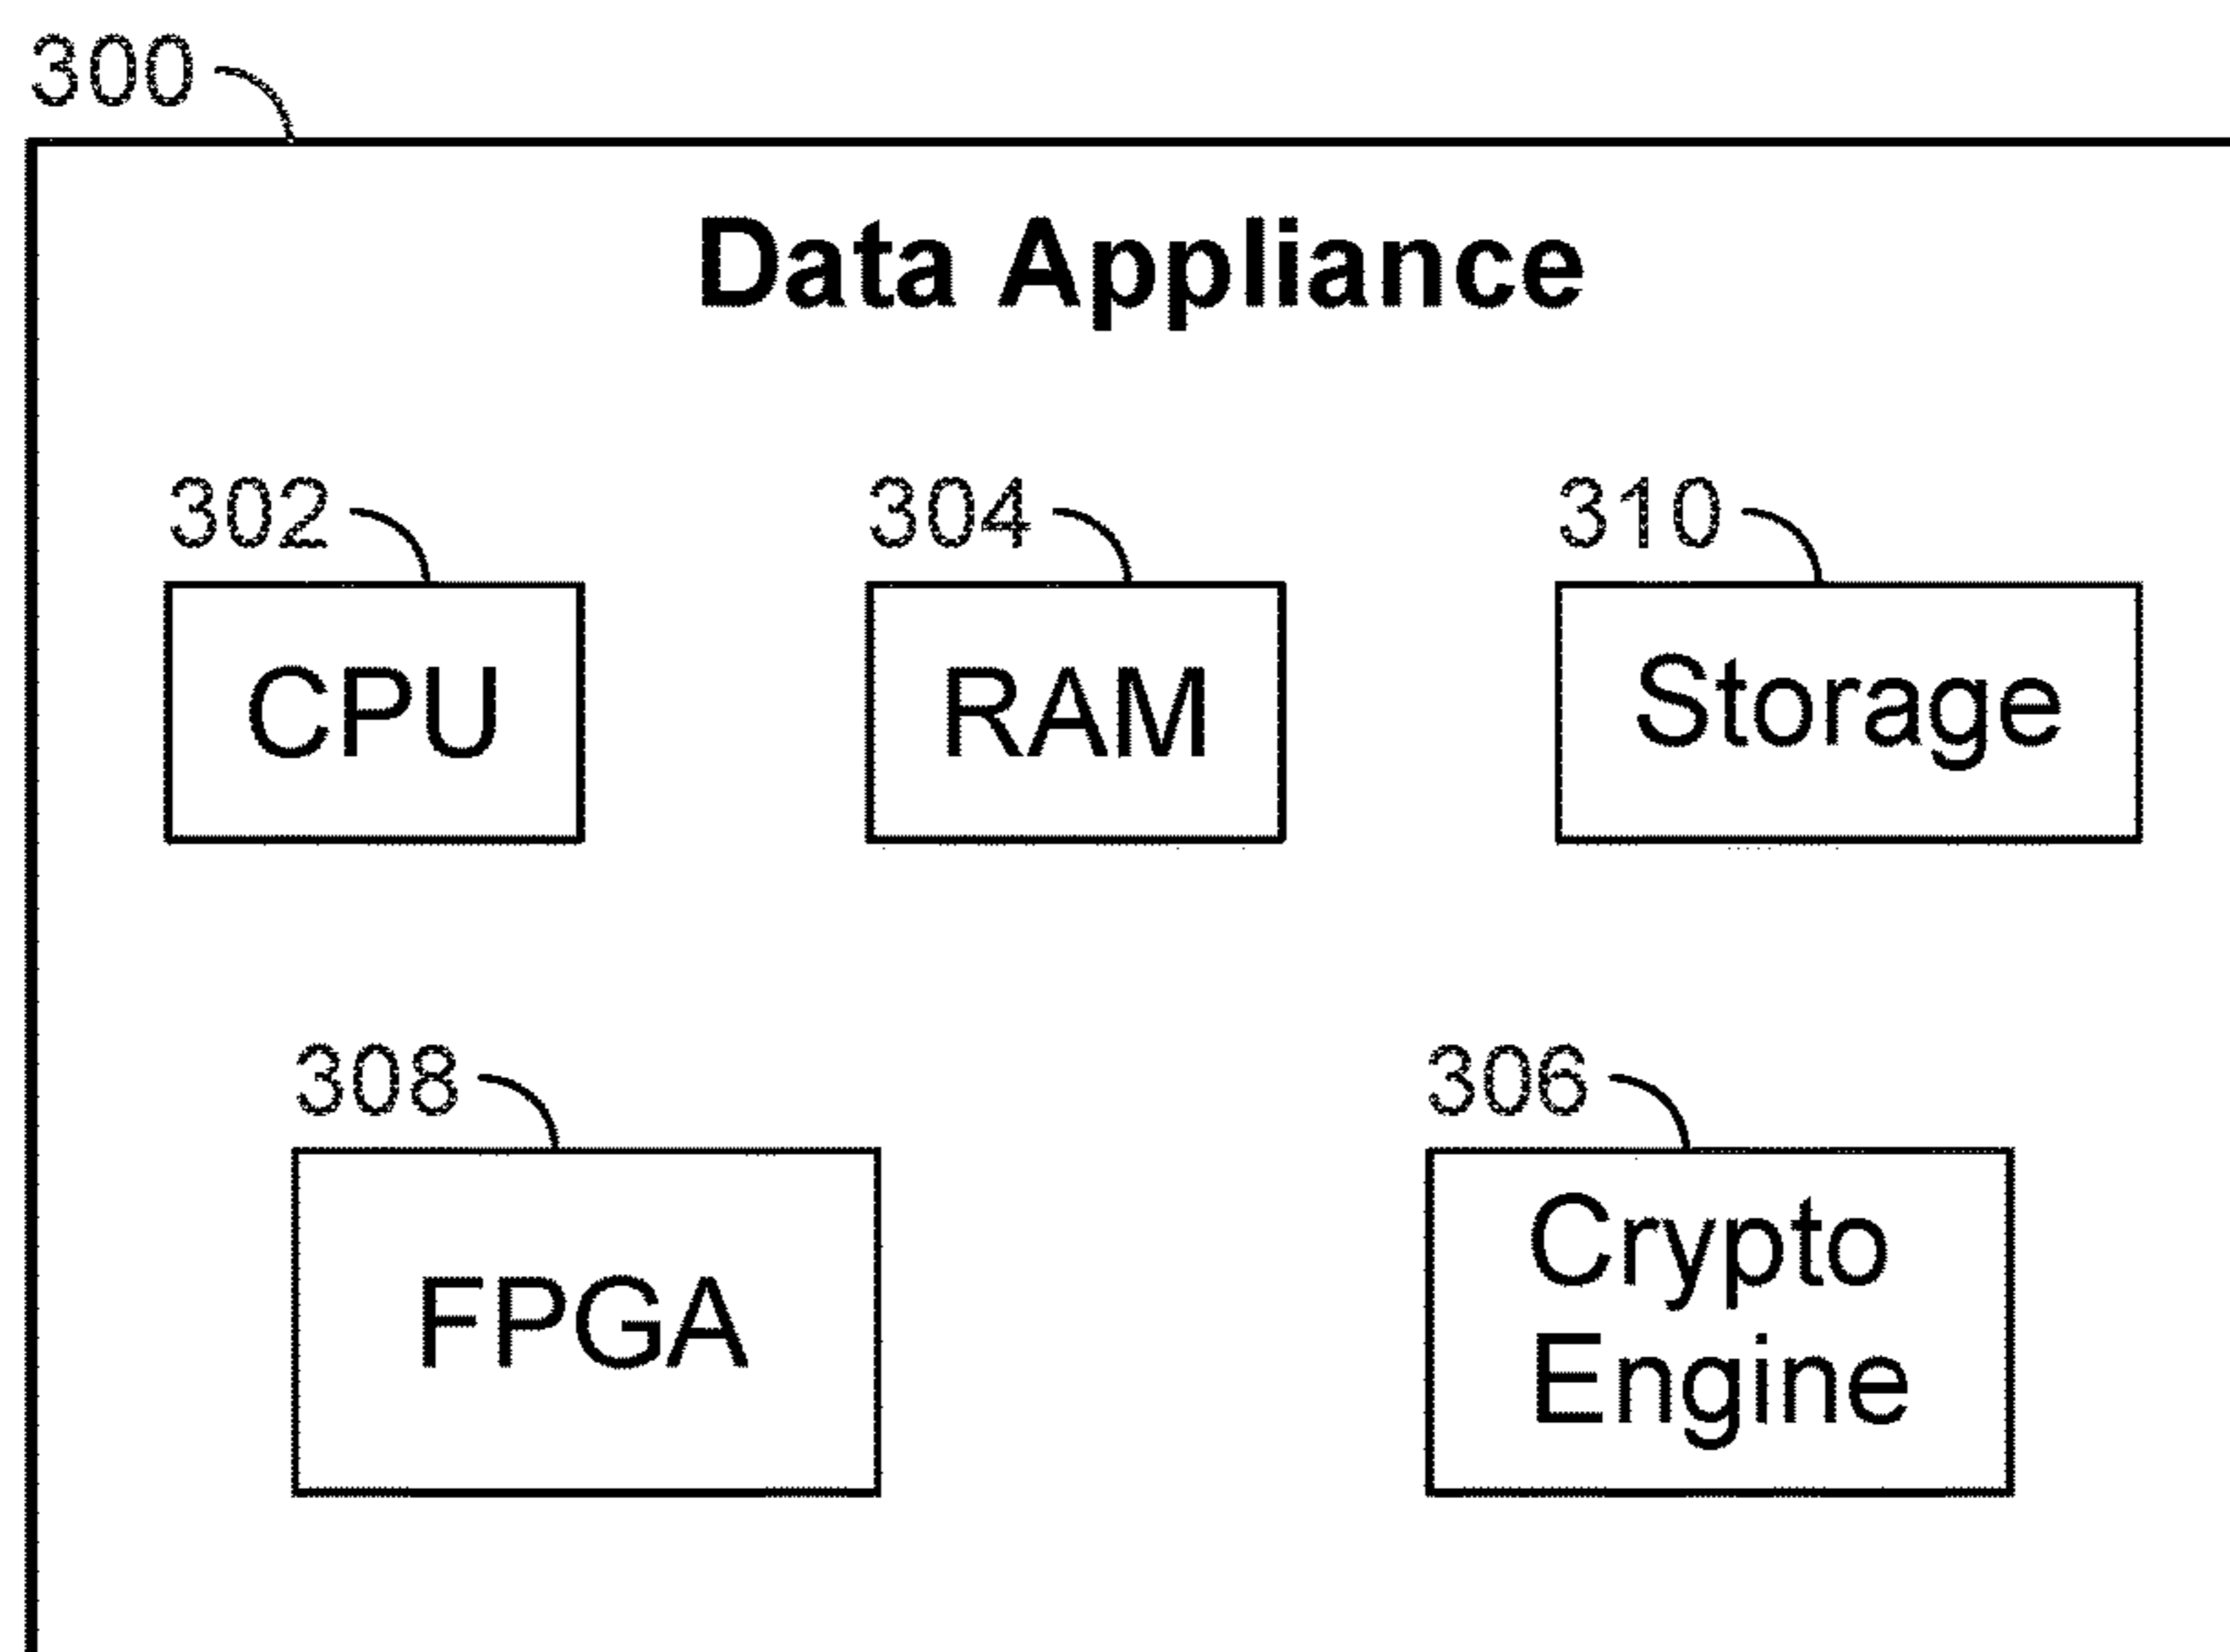 300
Data Appliance
302
304
310
CPU
RAM
Storage
308
306
FPGA
Crypto
Engine